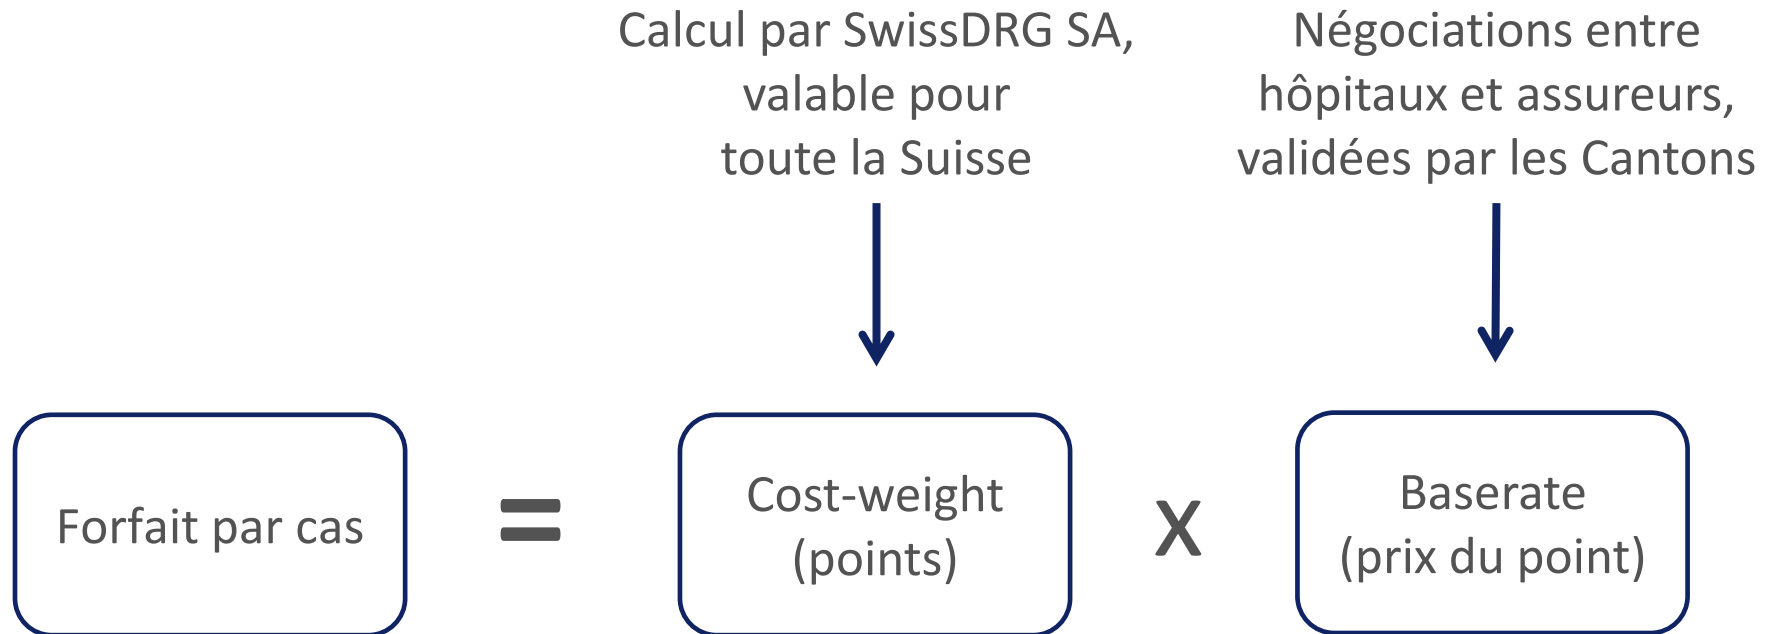 Calcul par SwissDRG SA,
valable pour
toute la Suisse
Négociations entre
hôpitaux et assureurs,
validées par les Cantons
Forfait par cas
=
Cost-weight
(points)
x
Baserate
(prix du point)